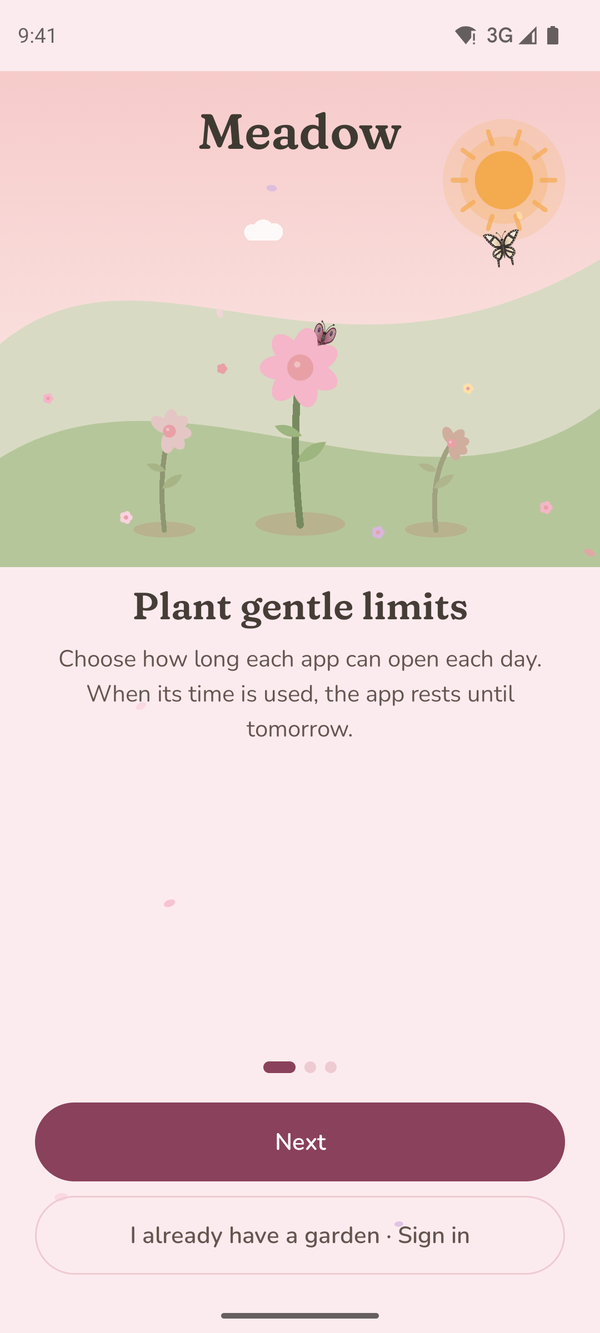 9:41
3G
Meadow
Plant gentle limits
Choose how long each app can open each day.
When its time is used, the app rests until
tomorrow.
Next
I already have a garden · Sign in